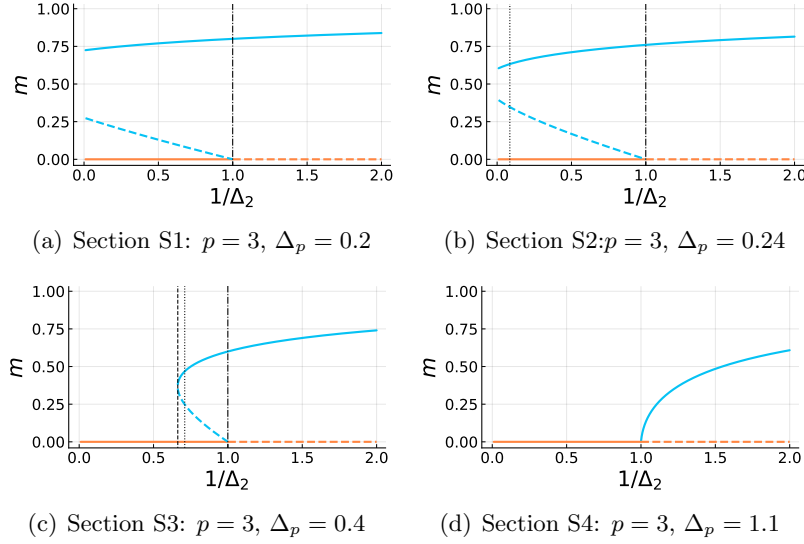 1.00
0.75
0.50
0.25
0.00
m
0.0 0.5 1.0 1.5 2.0
1/Δ₂
(a) Section S1: p = 3, Δₚ = 0.2
1.00
0.75
0.50
0.25
0.00
m
0.0 0.5 1.0 1.5 2.0
1/Δ₂
(b) Section S2:p = 3, Δₚ = 0.24
1.00
0.75
0.50
0.25
0.00
m
0.0 0.5 1.0 1.5 2.0
1/Δ₂
(c) Section S3: p = 3, Δₚ = 0.4
1.00
0.75
0.50
0.25
0.00
m
0.0 0.5 1.0 1.5 2.0
1/Δ₂
(d) Section S4: p = 3, Δₚ = 1.1